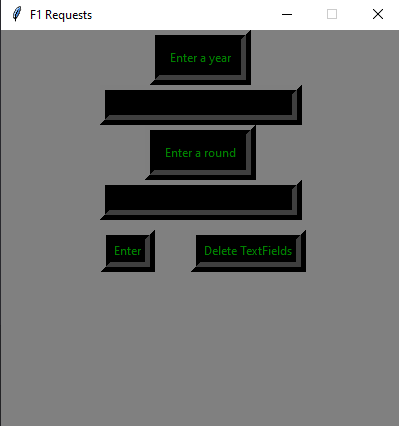 F1 Requests
Enter a year
Enter a round
Enter
Delete TextFields